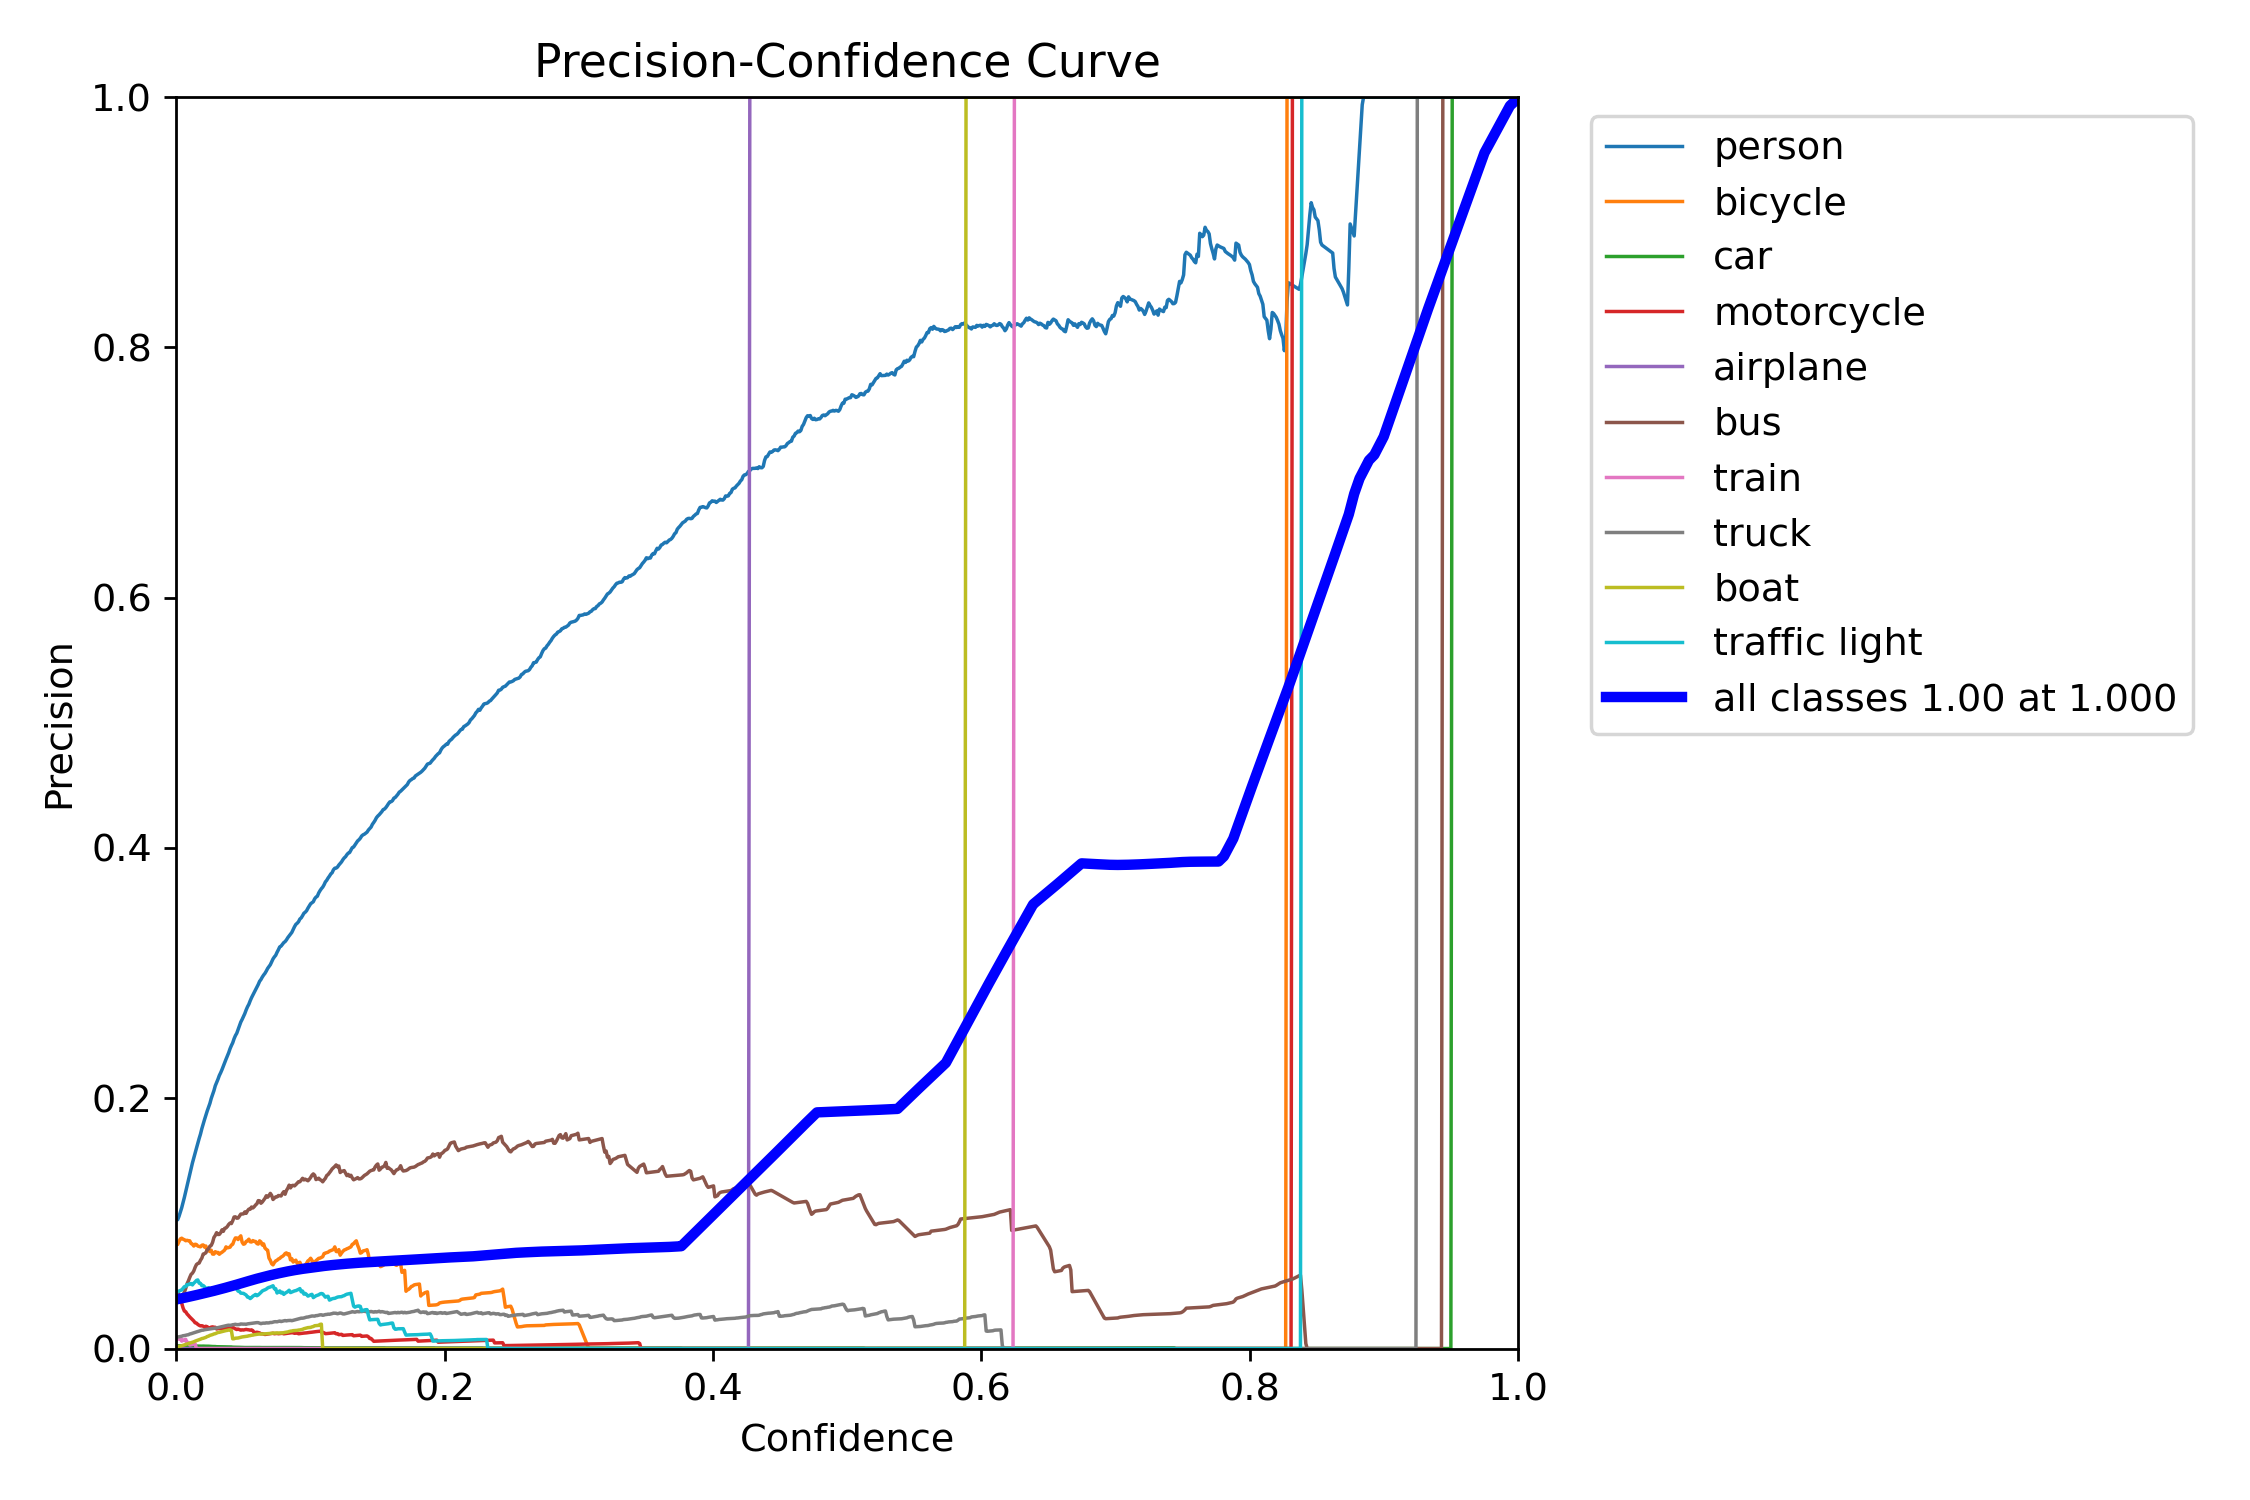 Precision-Confidence Curve
1.0
0.8
0.6
0.4
0.2
0.0
Precision
0.0 0.2 0.4 0.6 0.8 1.0
Confidence
person
bicycle
car
motorcycle
airplane
bus
train
truck
boat
traffic light
all classes 1.00 at 1.000